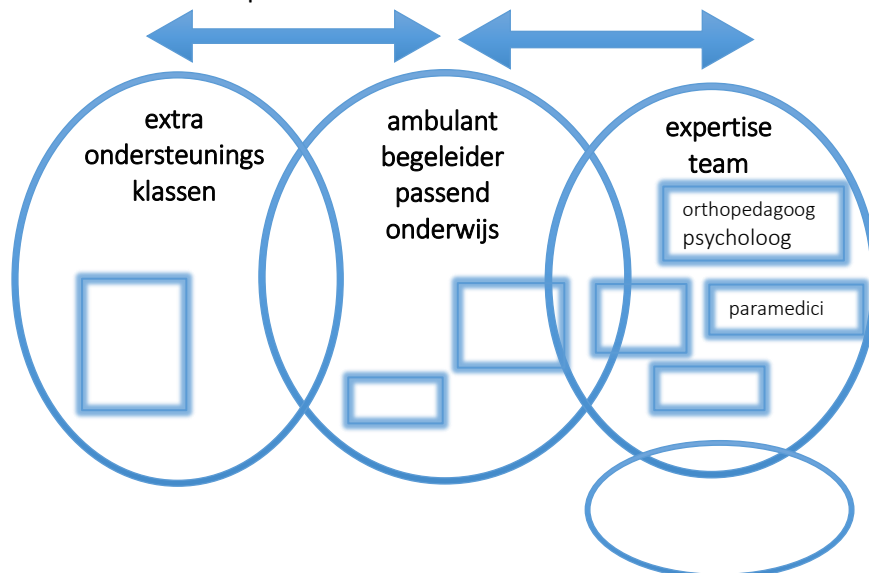 extra
ondersteunings
klassen
ambulant
begeleider
passend
onderwijs
expertise
team
orthopedagoog
psycholoog
paramedici